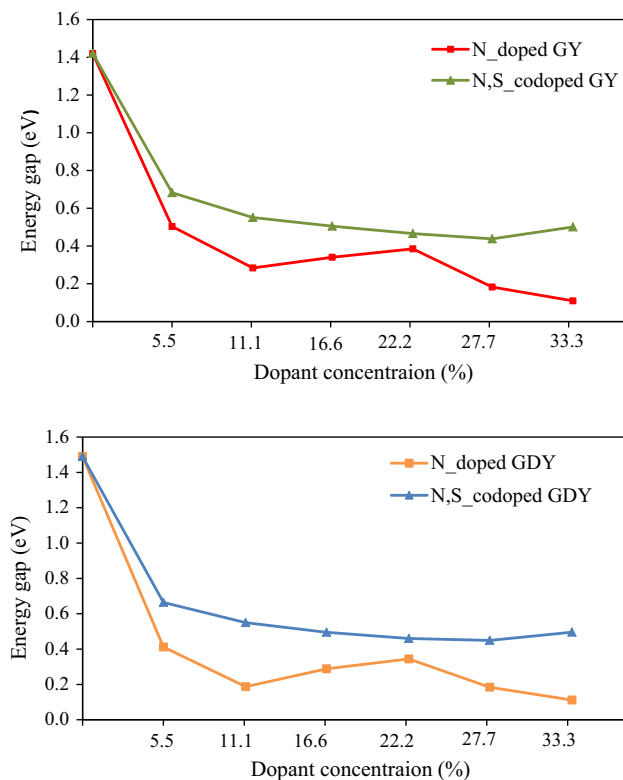 1.6
1.4
1.2
1.0
0.8
0.6
0.4
0.2
0.0
Energy gap (eV)
N_doped GY
N,S_codoped GY
5.5 11.1 16.6 22.2 27.7 33.3
Dopant concentraion (%)
1.6
1.4
1.2
1.0
0.8
0.6
0.4
0.2
0.0
Energy gap (eV)
N_doped GDY
N,S_codoped GDY
5.5 11.1 16.6 22.2 27.7 33.3
Dopant concentraion (%)